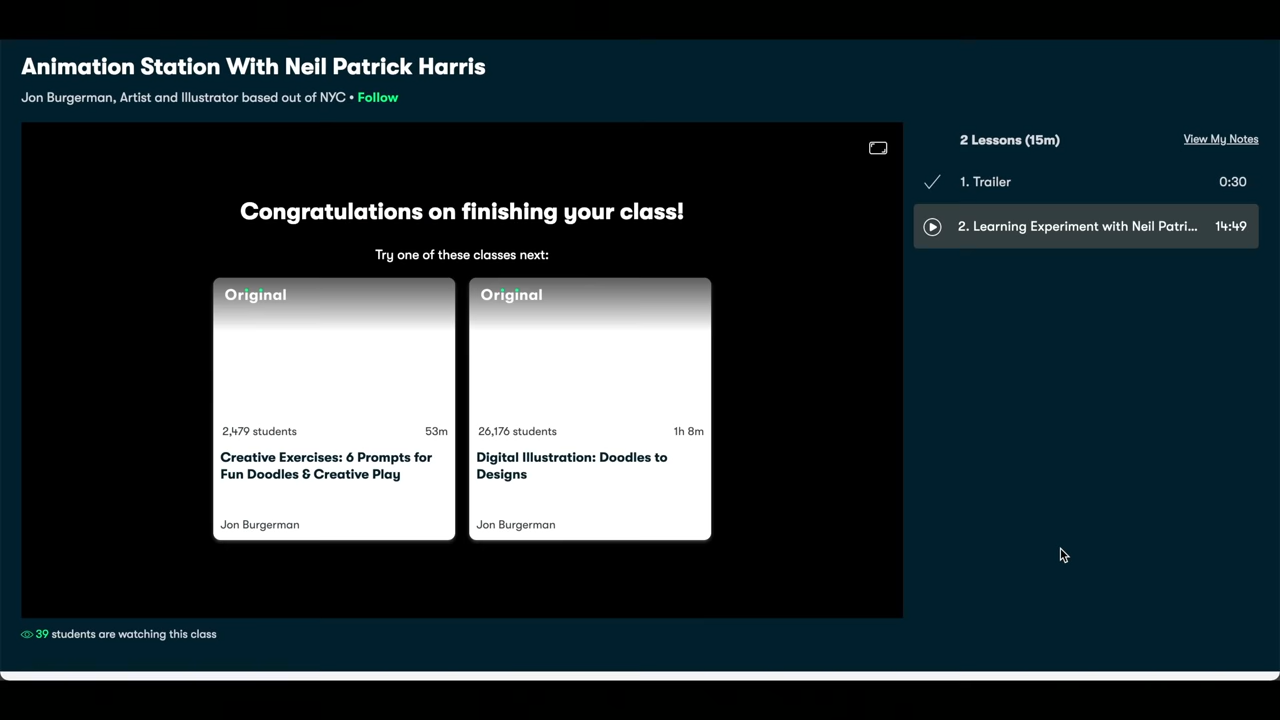 Animation Station With Neil Patrick Harris
Jon Burgerman, Artist and Illustrator based out of NYC • Follow
Congratulations on finishing your class!
Try one of these classes next:
Original
2,479 students 53m
Creative Exercises: 6 Prompts for
Fun Doodles & Creative Play
Jon Burgerman
Original
26,176 students 1h 8m
Digital Illustration: Doodles to
Designs
Jon Burgerman
39 students are watching this class
2 Lessons (15m) View My Notes
1. Trailer 0:30
2. Learning Experiment with Neil Patri... 14:49